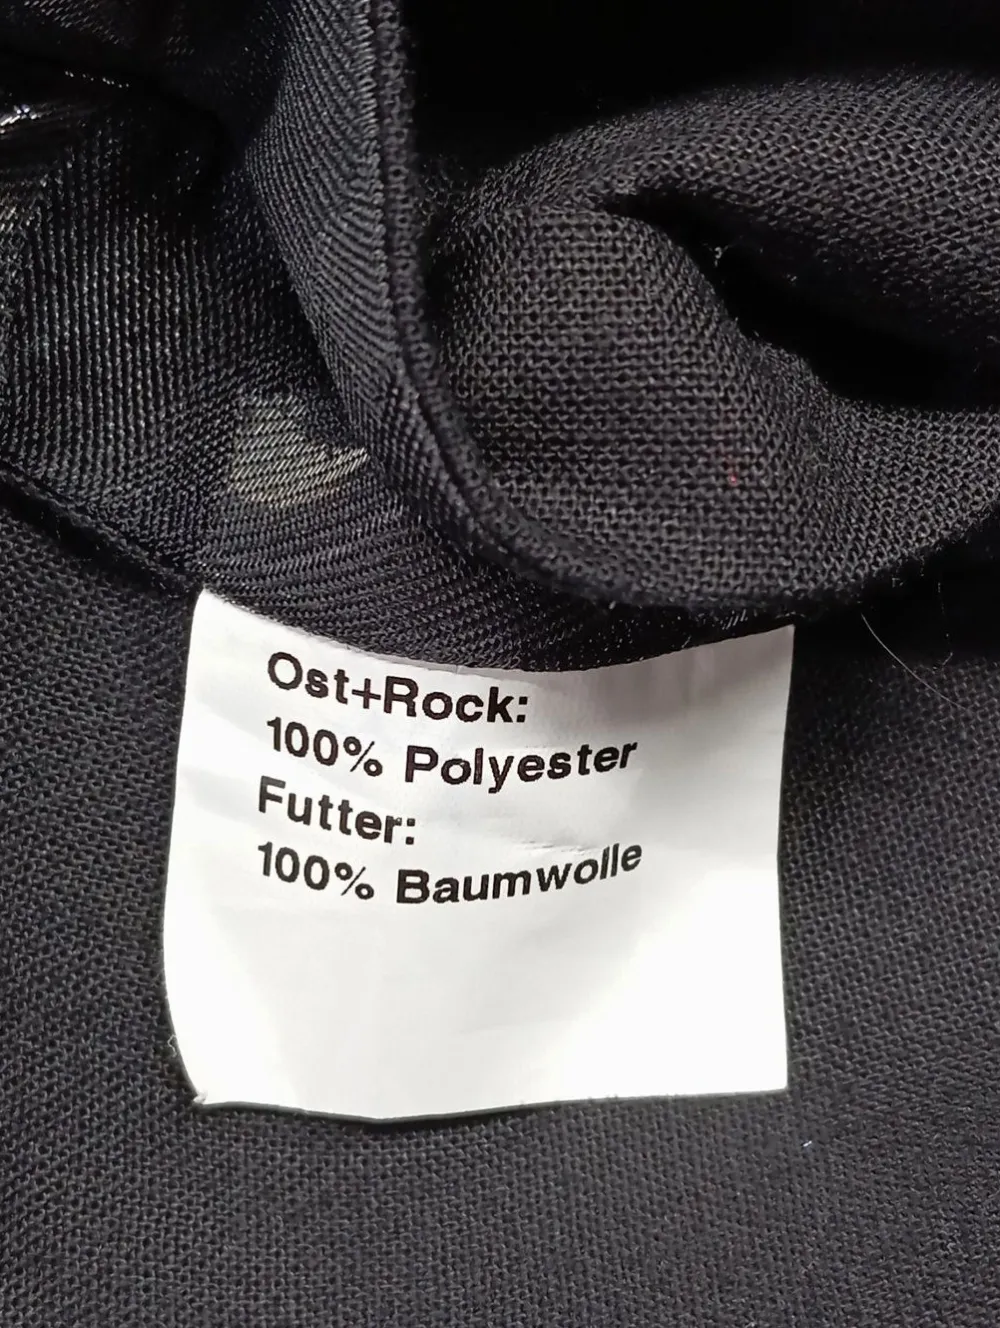 Ost+Rock:
100% Polyester
Futter:
100% Baumwolle